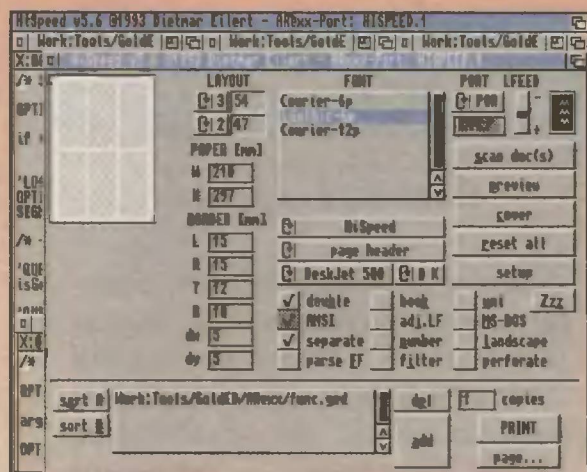 HiSpeed v5.6 @1993 Dietmar Eilert - ARexx-Port: HISPEED.1
Work:Tools/GoldE Work:Tools/GoldE Work:Tools/GoldE
LAYOUT FONT PORT LFEED
3 54 Courier-6p POR
2 47
Courier-12p
PAPER [mm]
W 210
H 297
scan doc(s)
preview
cover
reset all
setup
BORDER [mm]
L 15
R 15
T 12
B 10
dx 5
dy 5
HiSpeed
page header
DeskJet 500 0 K
double book uni Zzz
ANSI adj.LF MS-DOS
separate number landscape
parse EF filter perforate
sort A Work:Tools/GoldED/ARexx/func.gmd del ff copies
sort add PRINT
page...